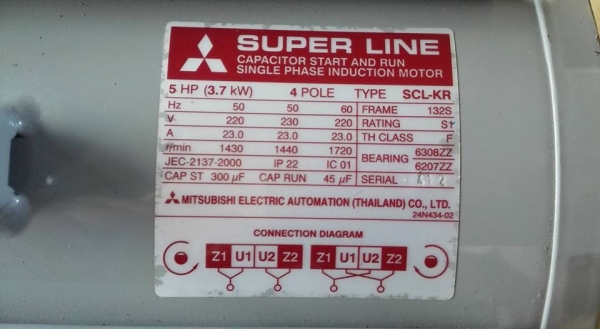 SUPER LINE
CAPACITOR START AND RUN
SINGLE PHASE INDUCTION MOTOR
5 HP (3.7 kW) 4 POLE TYPE SCL-KR
Hz 50 50 60 FRAME 132S
V 220 230 220 RATING S1
A 23.0 23.0 23.0 TH CLASS F
r/min 1430 1440 1720 BEARING 6308ZZ
JEC-2137-2000 IP 22 IC 01 6207ZZ
CAP ST 300 µF CAP RUN 45 µF SERIAL
MITSUBISHI ELECTRIC AUTOMATION (THAILAND) CO., LTD.
24N434-02
CONNECTION DIAGRAM
Z1 U1 U2 Z2 Z1 U1 U2 Z2